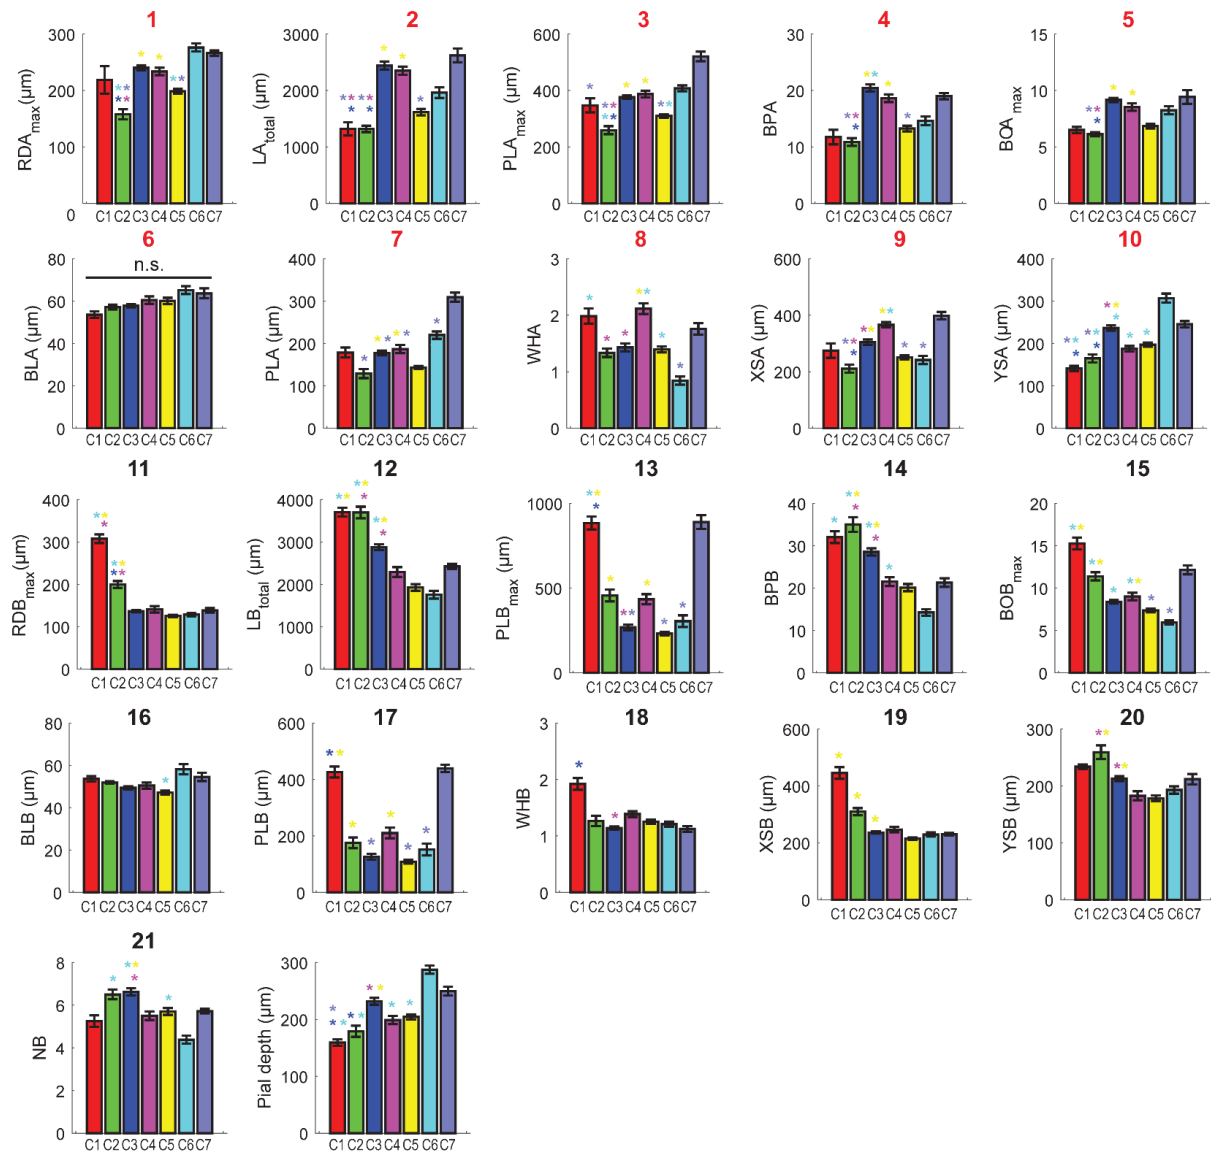 1
300
200
100
0
RDAmax(µm)
* * * * * * * *
C1 C2 C3 C4 C5 C6 C7
2
3000
2000
1000
0
LAtotal (µm)
* * * * * * * * *
C1 C2 C3 C4 C5 C6 C7
3
600
400
200
0
PLAmax (µm)
* * * * * * * * *
C1 C2 C3 C4 C5 C6 C7
4
30
20
10
0
BPA
* * * * * * *
C1 C2 C3 C4 C5 C6 C7
5
15
10
5
0
BOAmax
* * * * *
C1 C2 C3 C4 C5 C6 C7
6
80
60
40
20
0
BLA (µm)
n.s.
C1 C2 C3 C4 C5 C6 C7
7
400
300
200
100
0
PLA (µm)
* * * * * *
C1 C2 C3 C4 C5 C6 C7
8
3
2
1
0
WHA
* * * * * * *
C1 C2 C3 C4 C5 C6 C7
9
600
400
200
0
XSA (µm)
* * * * * * * * *
C1 C2 C3 C4 C5 C6 C7
10
300
200
100
0
400
YSA (µm)
* * * * * * * * * * *
C1 C2 C3 C4 C5 C6 C7
11
400
300
200
100
0
RDBmax (µm)
* * * * * * *
C1 C2 C3 C4 C5 C6 C7
12
4000
3000
2000
1000
0
LBtotal (µm)
* * * * * * * *
C1 C2 C3 C4 C5 C6 C7
13
1000
500
0
PLBmax (µm)
* * * * * * * * *
C1 C2 C3 C4 C5 C6 C7
14
40
30
20
10
0
BPB
* * * * * * * *
C1 C2 C3 C4 C5 C6 C7
15
20
15
10
5
0
BOBmax
* * * * * * * * *
C1 C2 C3 C4 C5 C6 C7
16
80
60
40
20
0
BLB (µm)
*
C1 C2 C3 C4 C5 C6 C7
17
600
400
200
0
PLB (µm)
* * * * * * *
C1 C2 C3 C4 C5 C6 C7
18
3
2
1
0
WHB
* *
C1 C2 C3 C4 C5 C6 C7
19
600
400
200
0
XSB (µm)
* * *
C1 C2 C3 C4 C5 C6 C7
20
300
200
100
0
YSB (µm)
* * * *
C1 C2 C3 C4 C5 C6 C7
21
8
6
4
2
0
NB
* * * * *
C1 C2 C3 C4 C5 C6 C7
300
200
100
0
Pial depth (µm)
* * * * * * * * *
C1 C2 C3 C4 C5 C6 C7